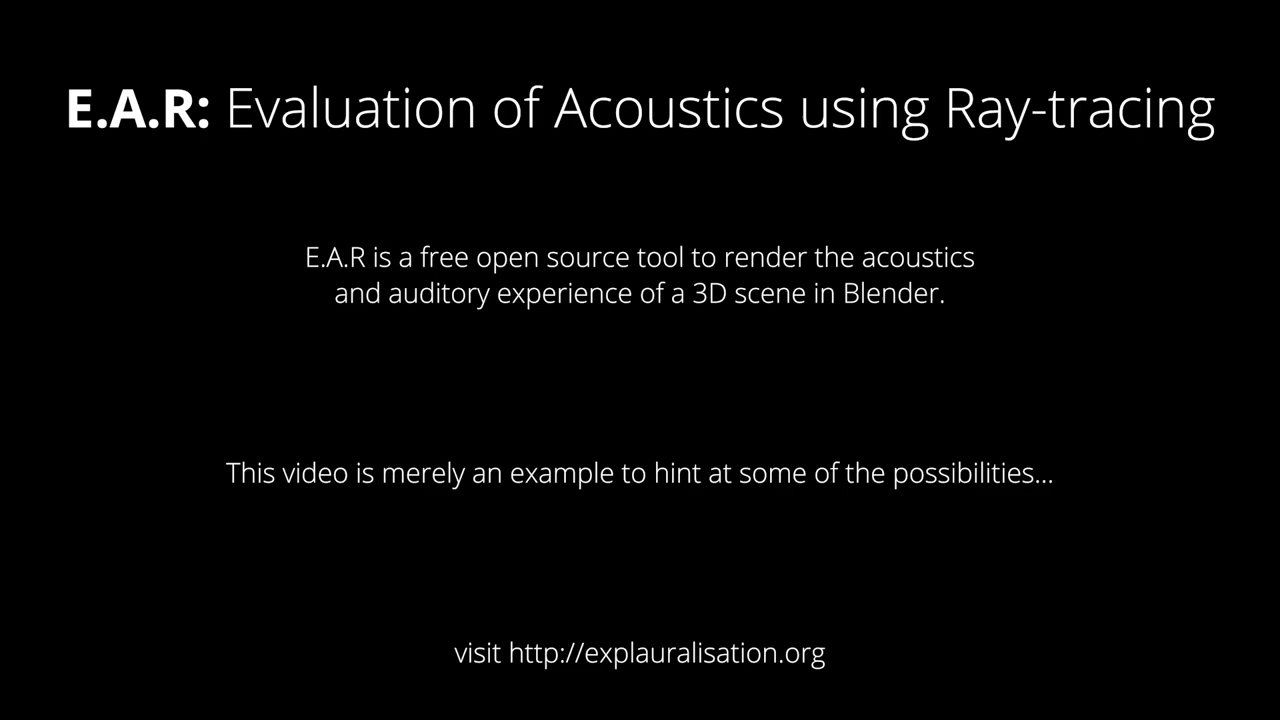 E.A.R: Evaluation of Acoustics using Ray-tracing
E.A.R is a free open source tool to render the acoustics
and auditory experience of a 3D scene in Blender.
This video is merely an example to hint at some of the possibilities...
visit http://explauralisation.org